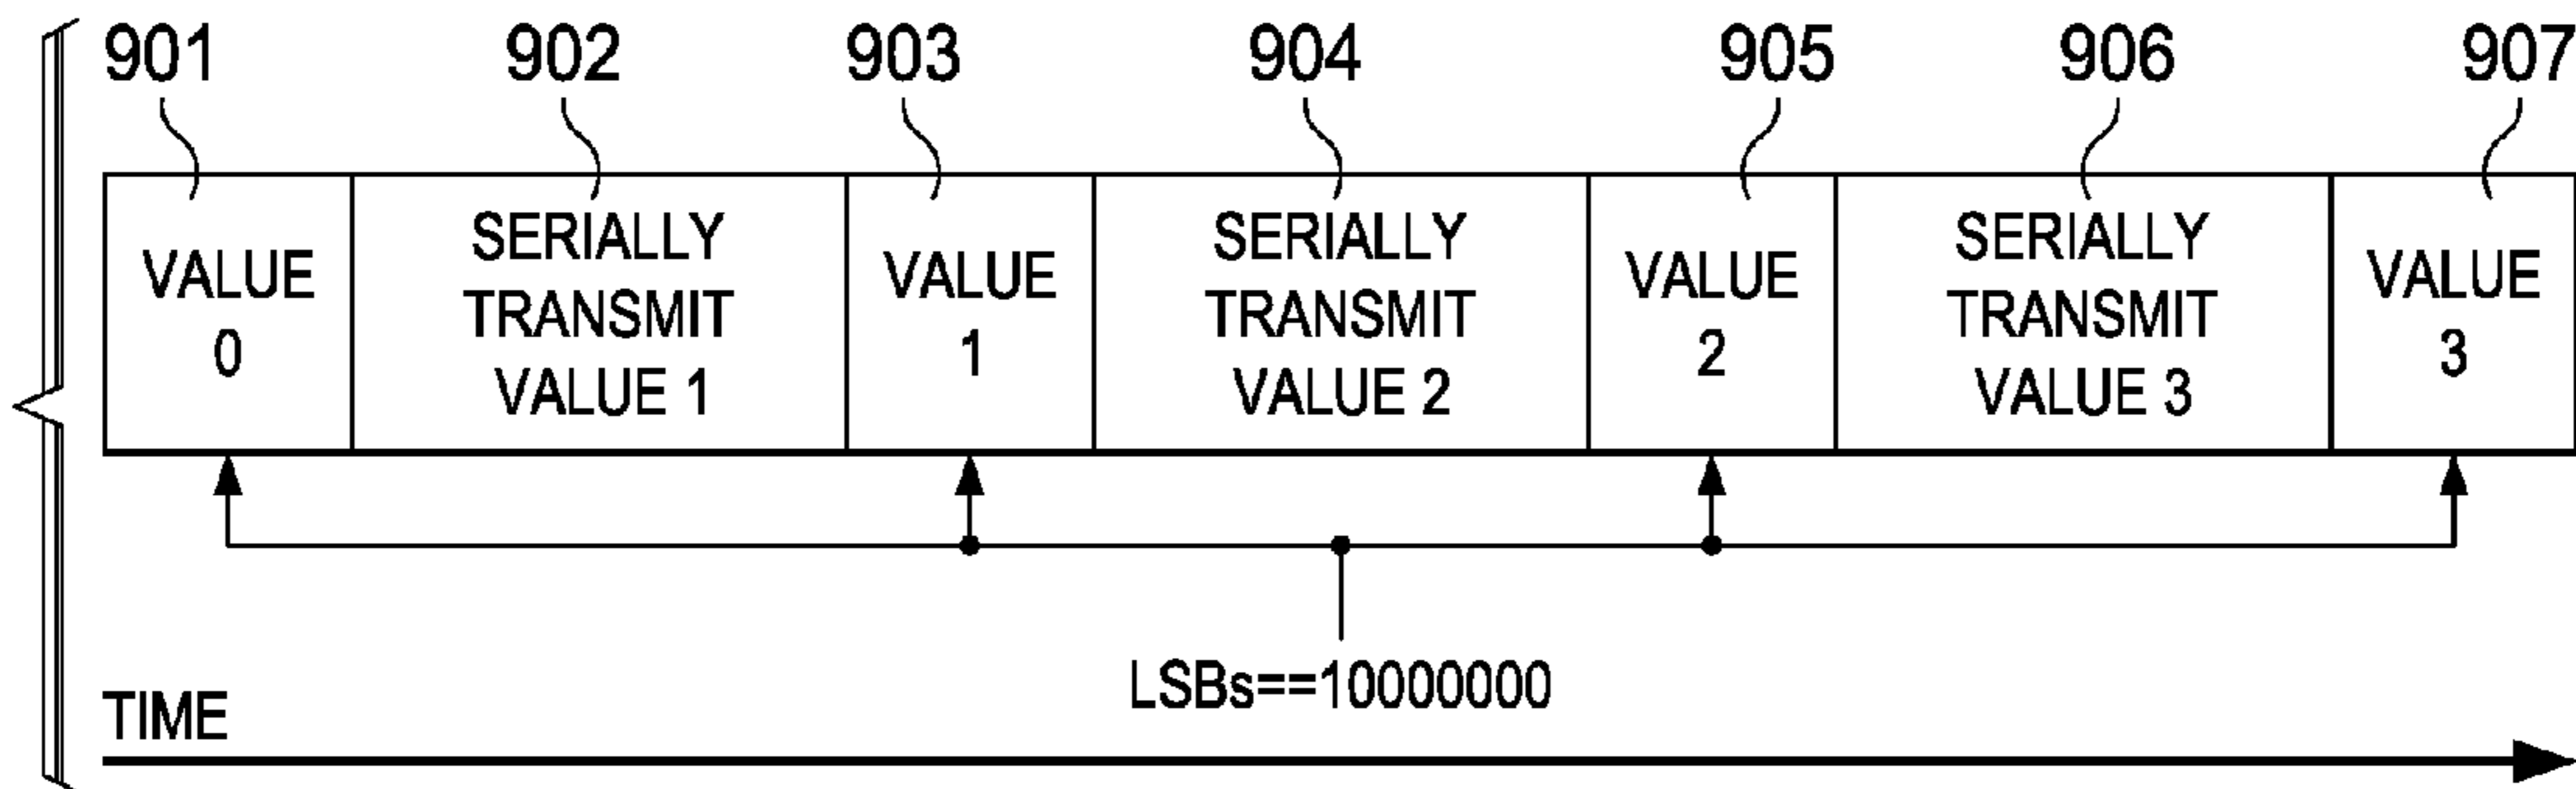 901 902 903 904 905 906 907
VALUE
0
SERIALLY
TRANSMIT
VALUE 1
VALUE
1
SERIALLY
TRANSMIT
VALUE 2
VALUE
2
SERIALLY
TRANSMIT
VALUE 3
VALUE
3
LSBs==10000000
TIME